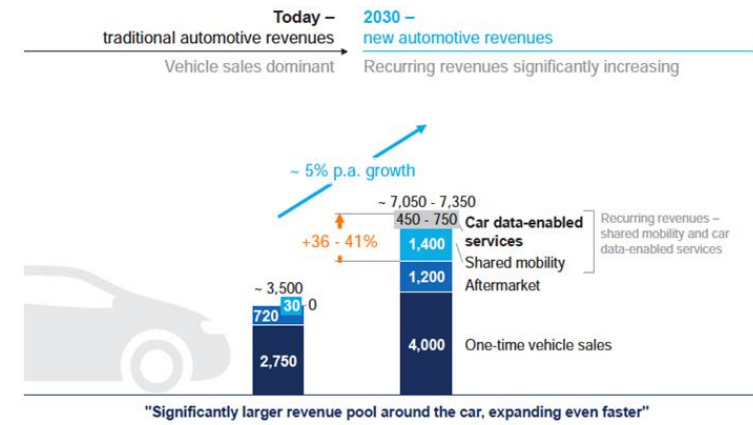 Today –
traditional automotive revenues
Vehicle sales dominant
2030 –
new automotive revenues
Recurring revenues significantly increasing
~ 5% p.a. growth
~ 7,050 - 7,350
450 - 750
Car data-enabled
services
+36 - 41%
1,400
Shared mobility
Recurring revenues –
shared mobility and car
data-enabled services
1,200
Aftermarket
~ 3,500
30
0
720
2,750
4,000
One-time vehicle sales
"Significantly larger revenue pool around the car, expanding even faster"